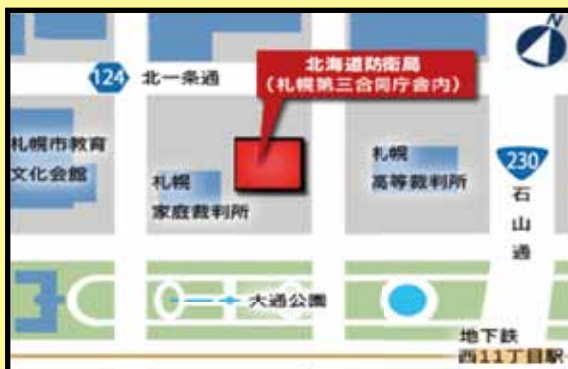 N
北海道防衛局
(札幌第三合同庁舎内)
124
北一条通
札幌市教育
文化会館
札幌
家庭裁判所
札幌
高等裁判所
230
石
山
通
大通公園
地下鉄
西11丁目駅